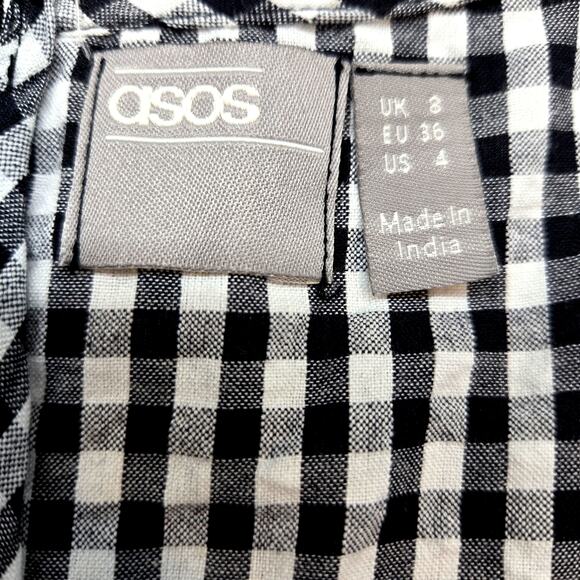 asos
UK 8
EU 36
US 4
Made In
India